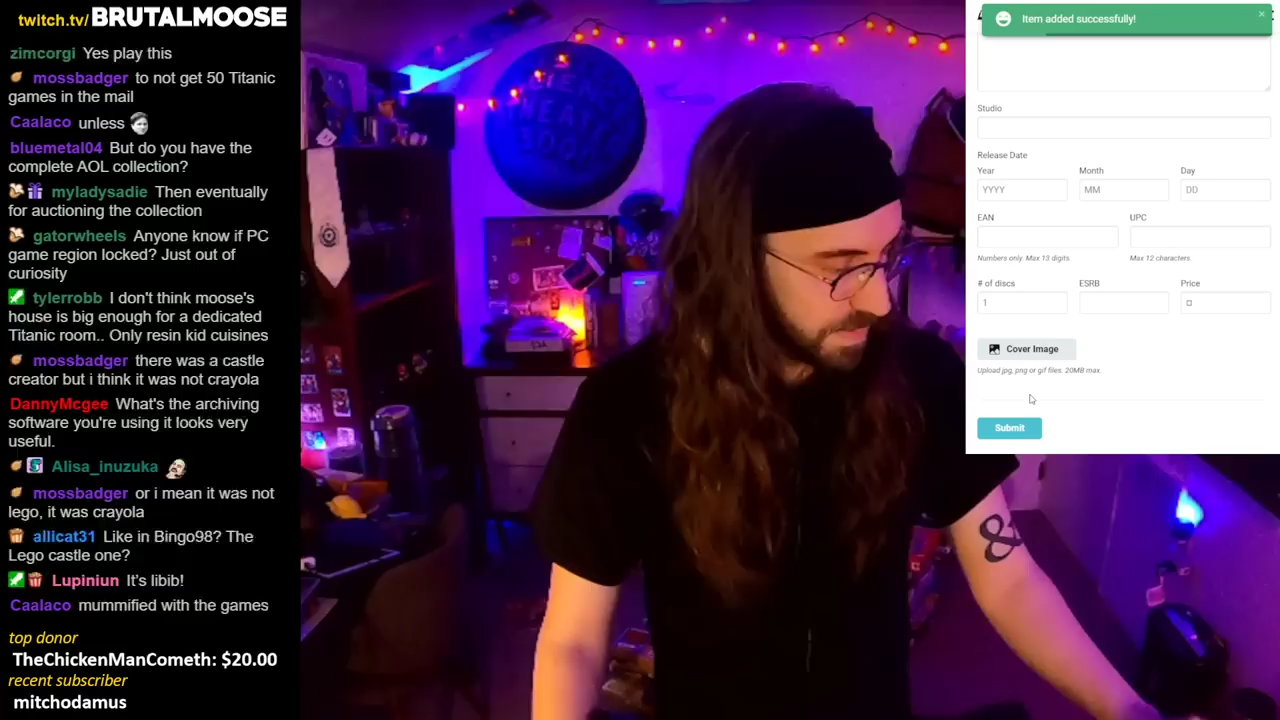 twitch.tv/BRUTALMOOSE
zimcorgi Yes play this
mossbadger to not get 50 Titanic
games in the mail
Caalaco unless
bluemetal04 But do you have the
complete AOL collection?
myladysadie Then eventually
for auctioning the collection
gatorwheels Anyone know if PC
game region locked? Just out of
curiosity
tylerrobb I don't think moose's
house is big enough for a dedicated
Titanic room.. Only resin kid cuisines
mossbadger there was a castle
creator but i think it was not crayola
DannyMcgee What's the archiving
software you're using it looks very
useful.
Alisa_inuzuka
mossbadger or i mean it was not
lego, it was crayola
allicat31 Like in Bingo98? The
Lego castle one?
Lupiniun It's libib!
Caalaco mummified with the games
top donor
TheChickenManCometh: $20.00
recent subscriber
mitchodamus
&
Item added successfully!
Studio
Release Date
Year Month Day
YYYY MM DD
EAN UPC
Numbers only. Max 13 digits. Max 12 characters.
# of discs ESRB Price
1
Cover Image
Upload jpg, png or gif files. 20MB max.
Submit